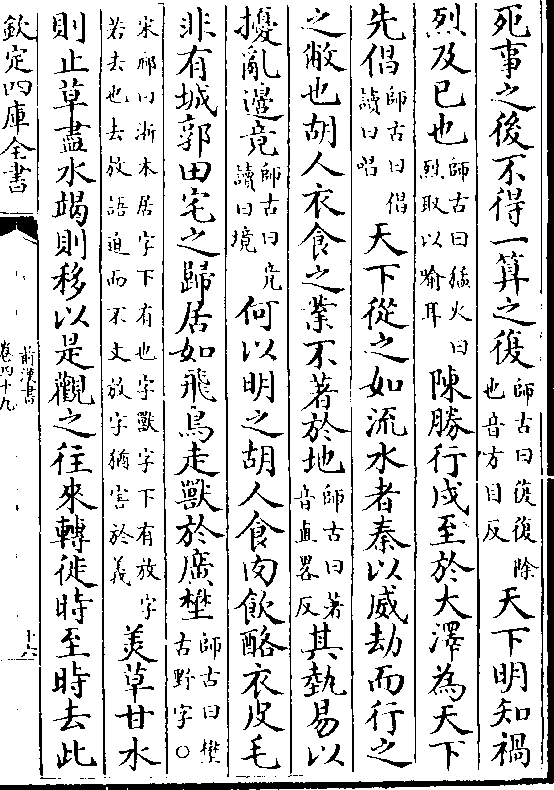 死事之後不得一算之復師古曰復復除也音方目反天下明知禍
烈及已也師古曰猛火曰烈取以喻耳陳勝行戍至於大澤為天下
先倡師古曰倡讀曰唱天下從之如流水者秦以威劫而行之
之敝也胡人衣食之業不著於地師古曰著音直畧反其埶易以
擾亂邊竟師古曰竟讀曰境何以明之胡人食肉飲酪衣皮毛
非有城郭田宅之歸居如飛鳥走獸於廣壄師古曰壄古野字○
宋祁曰浙本居字下有也字獸字下有放字若去也去放語迫而不文放字猶害於義美草甘水
則止草盡水竭則移以是觀之往來轉徙時至時去此
欽定四庫全書
前漢書
卷四十九
十六